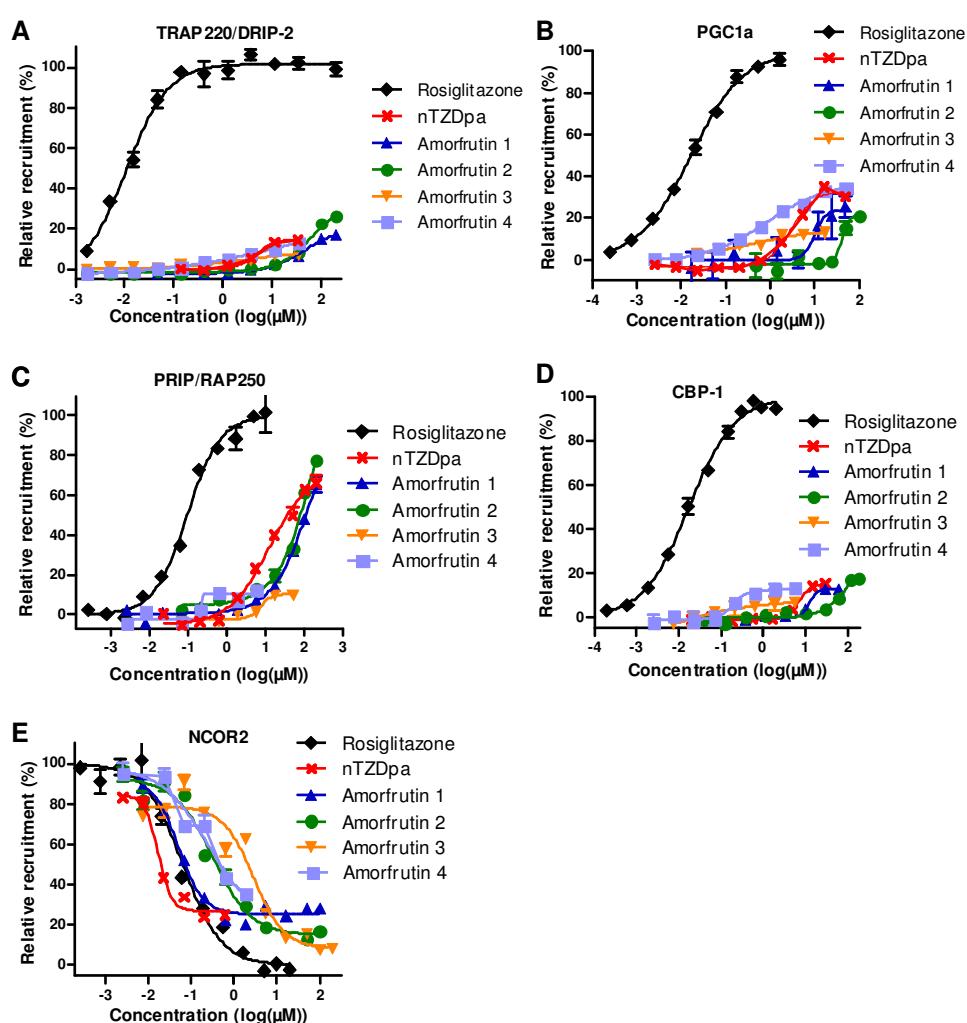 A
TRAP220/DRIP-2
Relative recruitment (%)
100
80
60
40
20
0
-3 -2 -1 0 1 2
Concentration (log(µM))
Rosiglitazone
nTZDpa
Amorfrutin 1
Amorfrutin 2
Amorfrutin 3
Amorfrutin 4
B
PGC1a
Relative recruitment (%)
100
80
60
40
20
0
-4 -3 -2 -1 0 1 2
Concentration (log(µM))
Rosiglitazone
nTZDpa
Amorfrutin 1
Amorfrutin 2
Amorfrutin 3
Amorfrutin 4
C
PRIP/RAP250
Relative recruitment (%)
100
80
60
40
20
0
-3 -2 -1 0 1 2 3
Concentration (log(µM))
Rosiglitazone
nTZDpa
Amorfrutin 1
Amorfrutin 2
Amorfrutin 3
Amorfrutin 4
D
CBP-1
Relative recruitment (%)
100
80
60
40
20
0
-4 -3 -2 -1 0 1 2
Concentration (log(µM))
Rosiglitazone
nTZDpa
Amorfrutin 1
Amorfrutin 2
Amorfrutin 3
Amorfrutin 4
E
NCOR2
Relative recruitment (%)
100
80
60
40
20
0
-3 -2 -1 0 1 2
Concentration (log(µM))
Rosiglitazone
nTZDpa
Amorfrutin 1
Amorfrutin 2
Amorfrutin 3
Amorfrutin 4